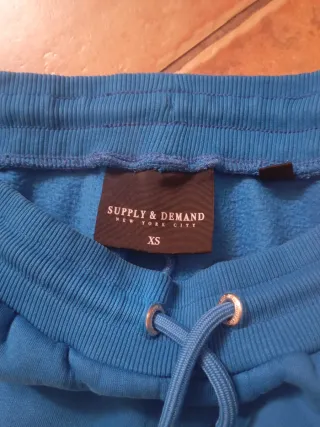 SUPPLY & DEMAND
NEW YORK CITY
XS